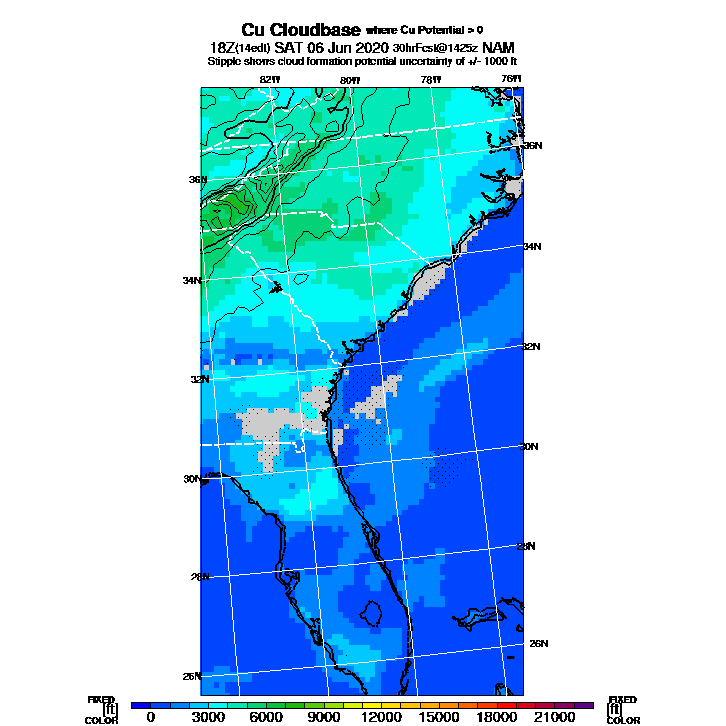 Cu Cloudbase where Cu Potential > 0
18Z(14edt) SAT 06 Jun 2020 30hrFcst@1425z NAM
Stipple shows cloud formation potential uncertainty of +/- 1000 ft
82W 80W 78W 76W
36N
36N
34N
34N
32N
32N
30N
30N
28N
28N
26N
26N
FIXED FIXED
[ft] [ft]
COLOR 0 3000 6000 9000 12000 15000 18000 21000 COLOR